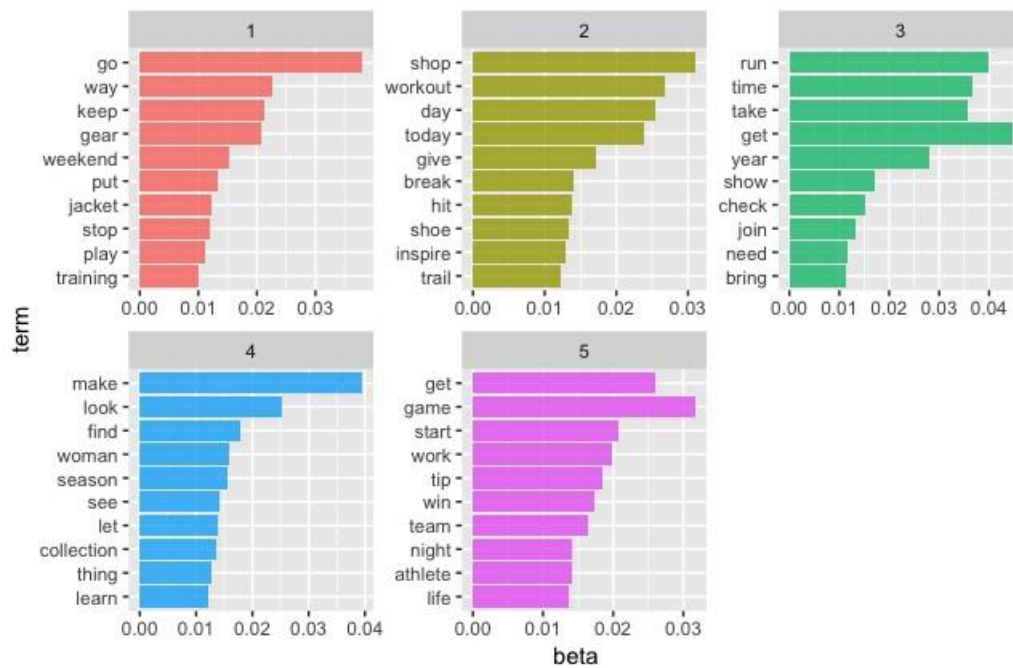 1
go
way
keep
gear
weekend
put
jacket
stop
play
training
0.00 0.01 0.02 0.03
2
shop
workout
day
today
give
break
hit
shoe
inspire
trail
0.00 0.01 0.02 0.03
3
run
time
take
get
year
show
check
join
need
bring
0.00 0.01 0.02 0.03 0.04
term
4
make
look
find
woman
season
see
let
collection
thing
learn
0.00 0.01 0.02 0.03 0.04
5
get
game
start
work
tip
win
team
night
athlete
life
0.00 0.01 0.02 0.03
beta